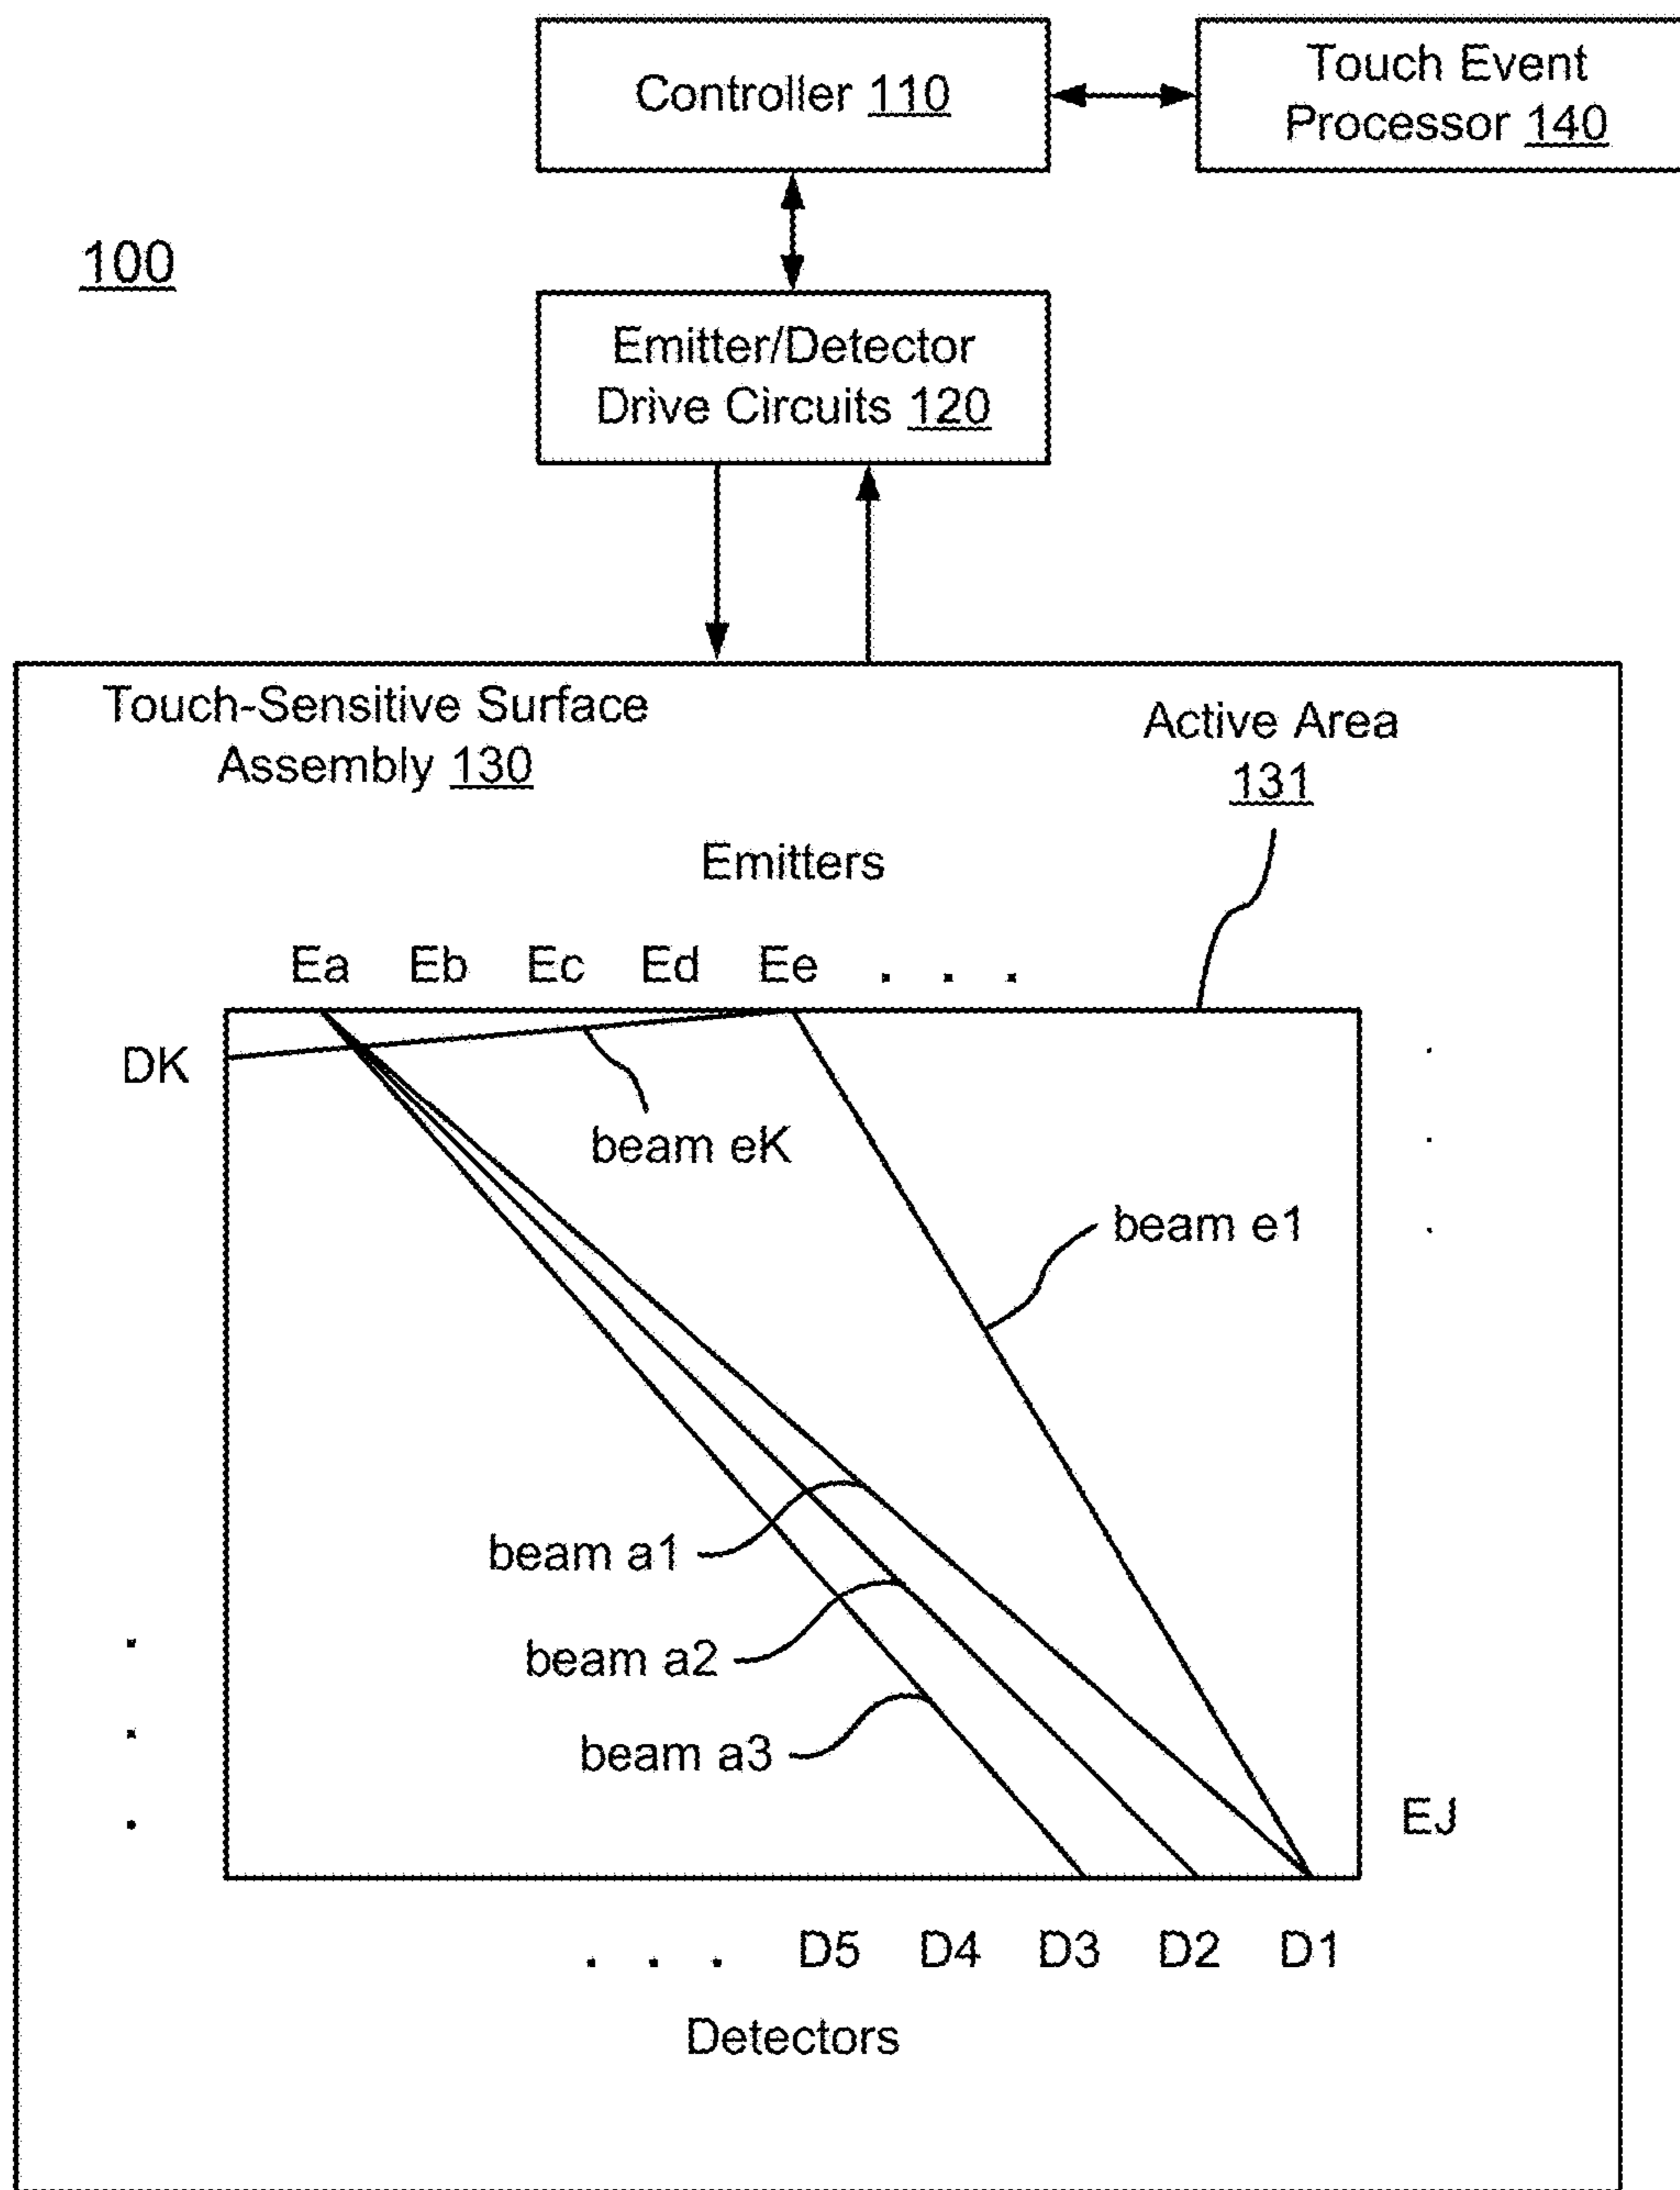 Controller 110
Touch Event
Processor 140
100
Emitter/Detector
Drive Circuits 120
Touch-Sensitive Surface
Assembly 130
Active Area
131
Emitters
Ea Eb Ec Ed Ee . . .
DK
beam eK
beam e1
beam a1
beam a2
beam a3
EJ
. . . D5 D4 D3 D2 D1
Detectors